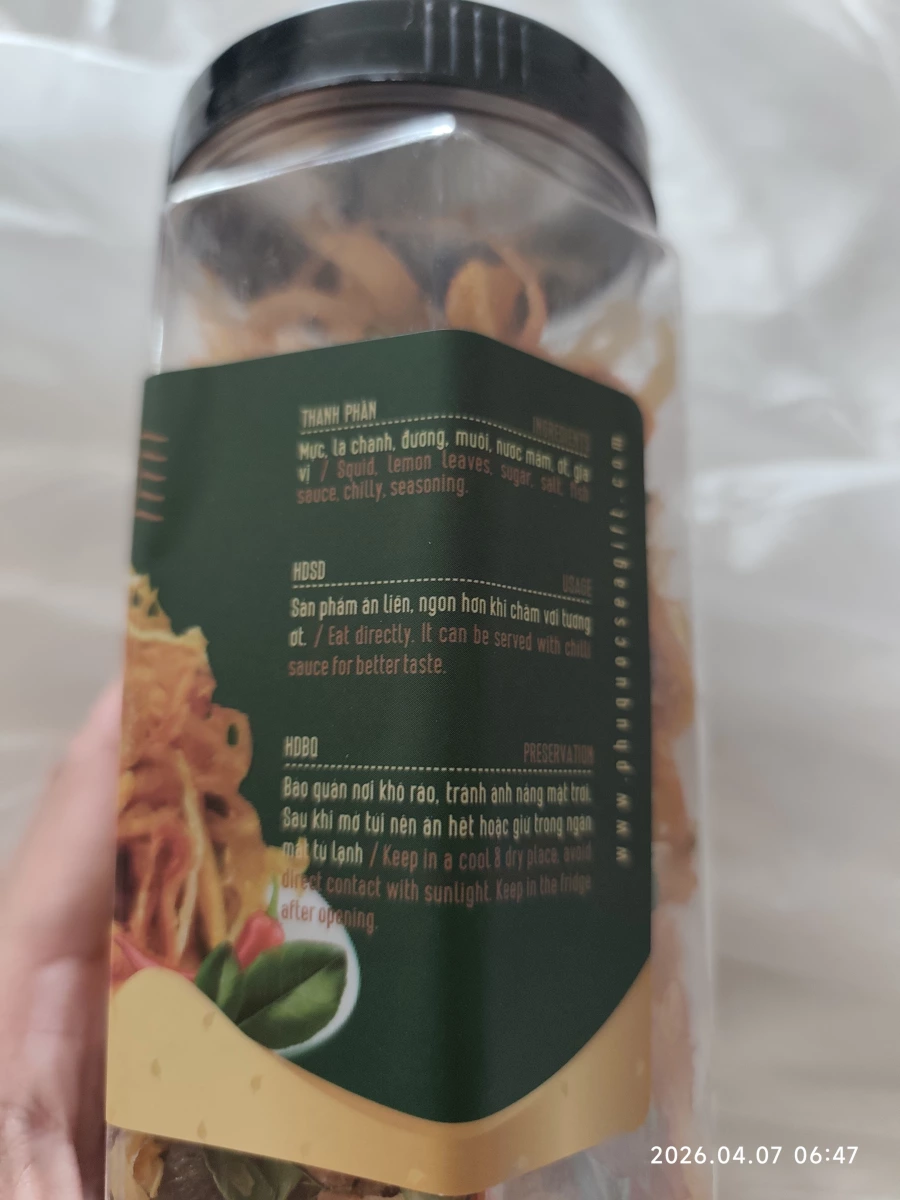 THÀNH PHẦN
INGREDIENTS
Mực, lá chanh, đường, muối, nước mắm, ớt, gia
vị / Squid, lemon leaves, sugar, salt, fish
sauce, chilly, seasoning.
HDSD
USAGE
Sản phẩm ăn liền, ngon hơn khi chấm với tương
ớt. / Eat directly. It can be served with chilli
sauce for better taste.
HDBQ
PRESERVATION
Bảo quản nơi khô ráo, tránh ánh nắng mặt trời.
Sau khi mở túi nên ăn hết hoặc giữ trong ngăn
mát tủ lạnh / Keep in a cool & dry place, avoid
direct contact with sunlight. Keep in the fridge
after opening.
www.phuquocseagift.com
2026.04.07 06:47